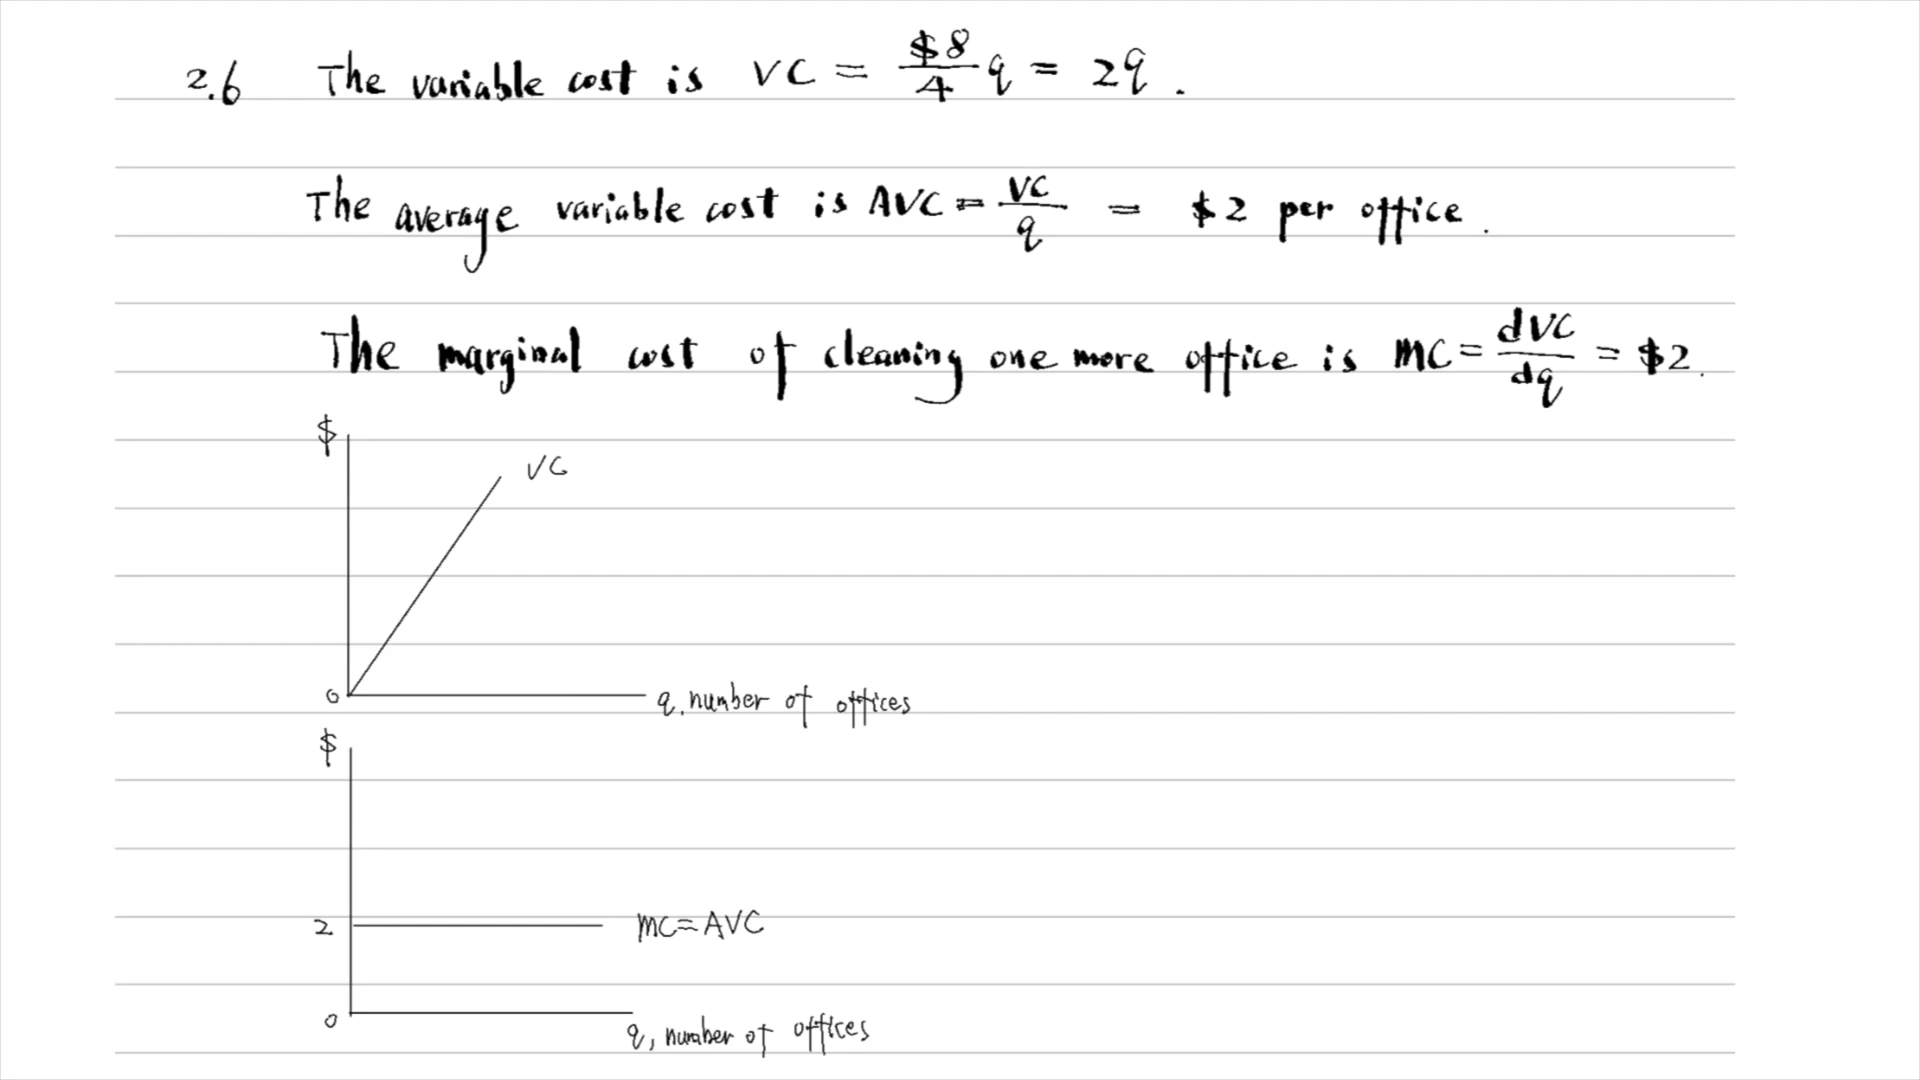 2.6 The variable cost is VC = $8/4 q = 2q.
The average variable cost is AVC = VC/q = $2 per office.
The marginal cost of cleaning one more office is MC = dVC/dq = $2.
$
VC
0
q, number of offices
$
2 MC=AVC
0
q, number of offices